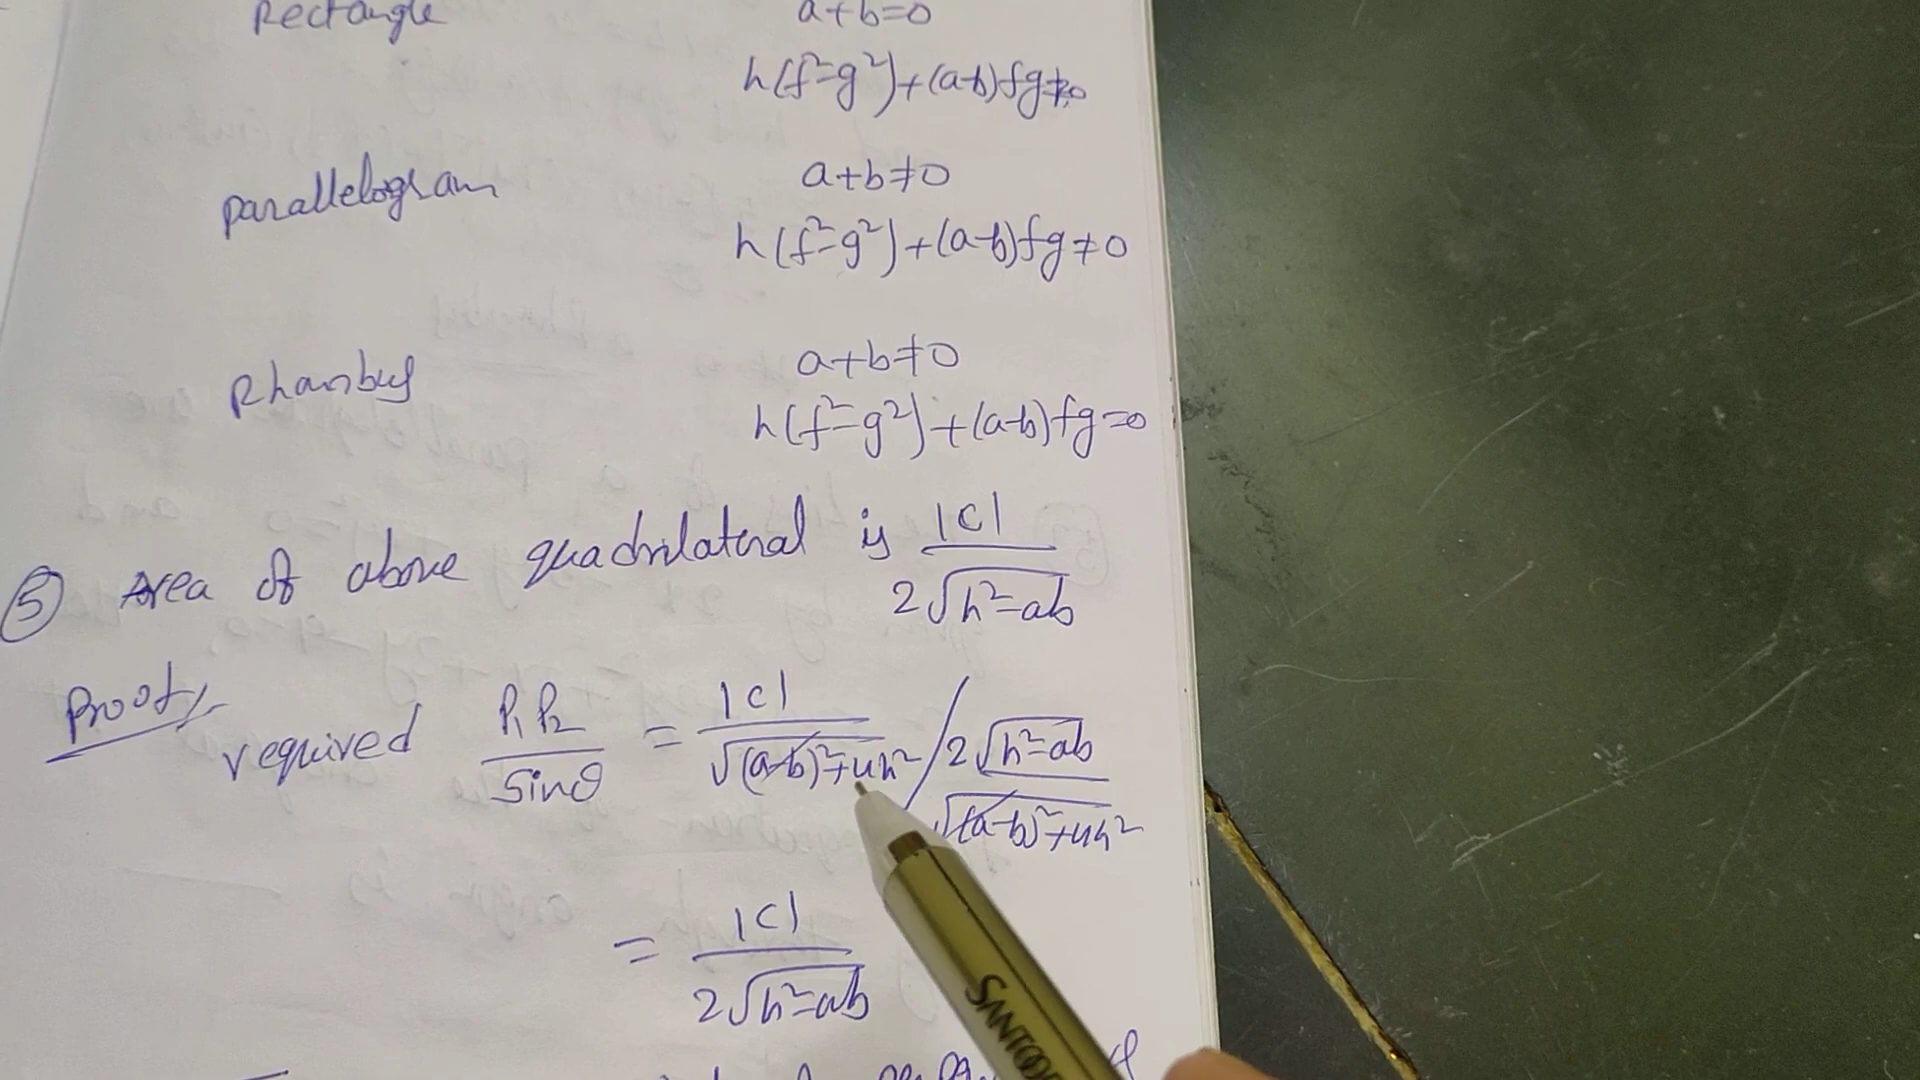 Rectangle a+b=0
h(f²-g²)+(a-b)fg≠0
parallelogram a+b≠0
h(f²-g²)+(a-b)fg≠0
Rhambus a+b≠0
h(f²-g²)+(a-b)fg=0
⑤ Area of above quadrilateral is |c| / 2√h²-ab
Proof/ required P₁P₂ / sinθ = |c| / √(a-b)²+4h² / 2√h²-ab / √(a-b)²+4h²
= |c| / 2√h²-ab
SANTOOR